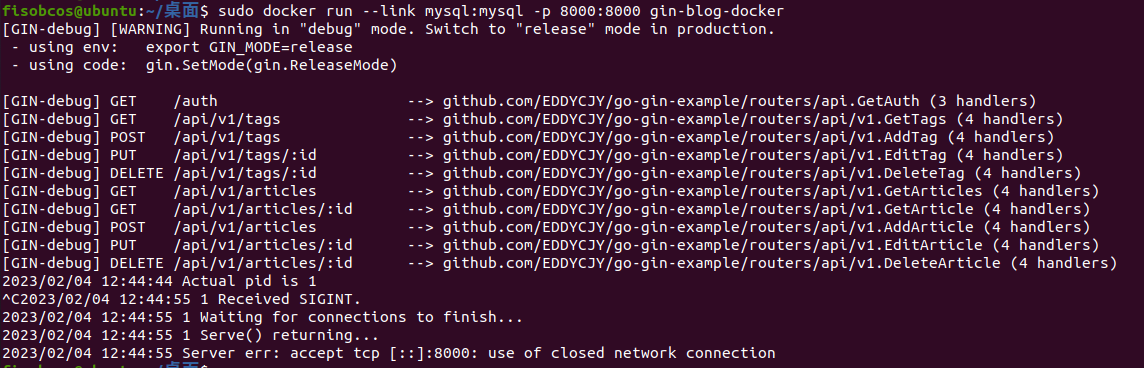 fisobcos@ubuntu:~/桌面$ sudo docker run --link mysql:mysql -p 8000:8000 gin-blog-docker
[GIN-debug] [WARNING] Running in "debug" mode. Switch to "release" mode in production.
 - using env:   export GIN_MODE=release
 - using code:  gin.SetMode(gin.ReleaseMode)

[GIN-debug] GET    /auth                     --> github.com/EDDYCJY/go-gin-example/routers/api.GetAuth (3 handlers)
[GIN-debug] GET    /api/v1/tags              --> github.com/EDDYCJY/go-gin-example/routers/api/v1.GetTags (4 handlers)
[GIN-debug] POST   /api/v1/tags              --> github.com/EDDYCJY/go-gin-example/routers/api/v1.AddTag (4 handlers)
[GIN-debug] PUT    /api/v1/tags/:id          --> github.com/EDDYCJY/go-gin-example/routers/api/v1.EditTag (4 handlers)
[GIN-debug] DELETE /api/v1/tags/:id          --> github.com/EDDYCJY/go-gin-example/routers/api/v1.DeleteTag (4 handlers)
[GIN-debug] GET    /api/v1/articles          --> github.com/EDDYCJY/go-gin-example/routers/api/v1.GetArticles (4 handlers)
[GIN-debug] GET    /api/v1/articles/:id      --> github.com/EDDYCJY/go-gin-example/routers/api/v1.GetArticle (4 handlers)
[GIN-debug] POST   /api/v1/articles          --> github.com/EDDYCJY/go-gin-example/routers/api/v1.AddArticle (4 handlers)
[GIN-debug] PUT    /api/v1/articles/:id      --> github.com/EDDYCJY/go-gin-example/routers/api/v1.EditArticle (4 handlers)
[GIN-debug] DELETE /api/v1/articles/:id      --> github.com/EDDYCJY/go-gin-example/routers/api/v1.DeleteArticle (4 handlers)
2023/02/04 12:44:44 Actual pid is 1
^C2023/02/04 12:44:55 1 Received SIGINT.
2023/02/04 12:44:55 1 Waiting for connections to finish...
2023/02/04 12:44:55 1 Serve() returning...
2023/02/04 12:44:55 Server err: accept tcp [::]:8000: use of closed network connection
fisobcos@ubuntu:~/桌面$